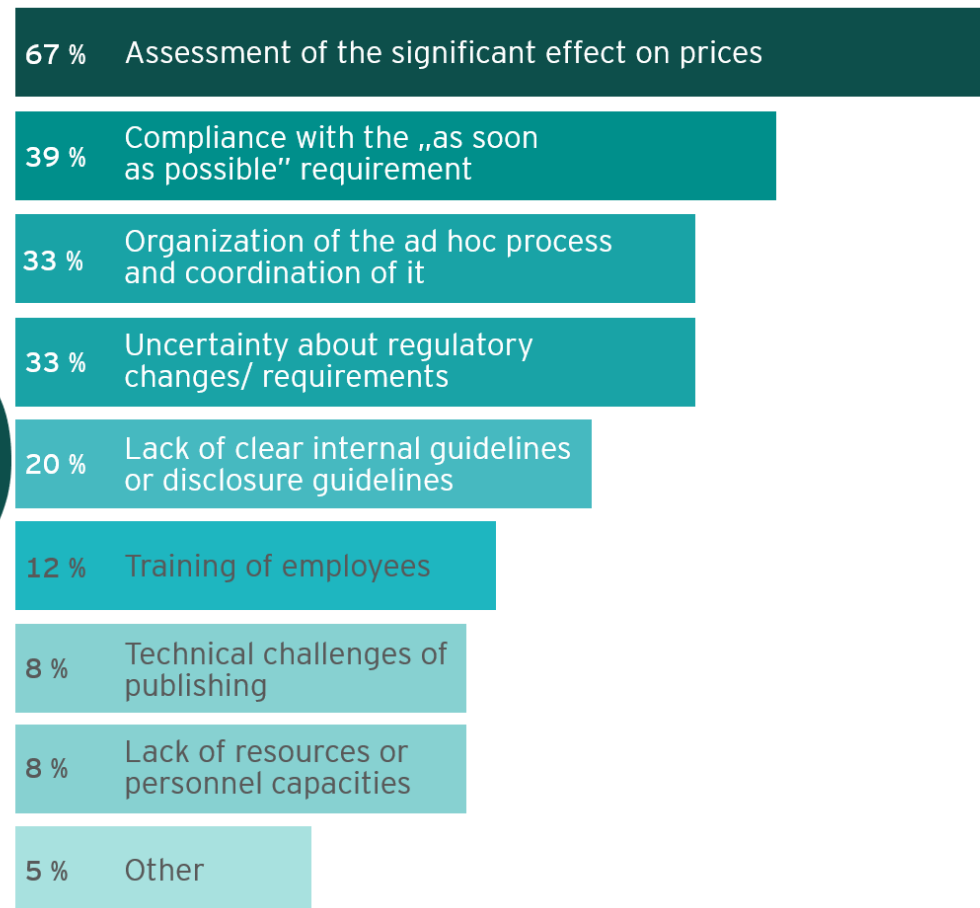 67 % Assessment of the significant effect on prices
39 % Compliance with the „as soon
as possible” requirement
33 % Organization of the ad hoc process
and coordination of it
33 % Uncertainty about regulatory
changes/ requirements
20 % Lack of clear internal guidelines
or disclosure guidelines
12 % Training of employees
8 % Technical challenges of
publishing
8 % Lack of resources or
personnel capacities
5 % Other